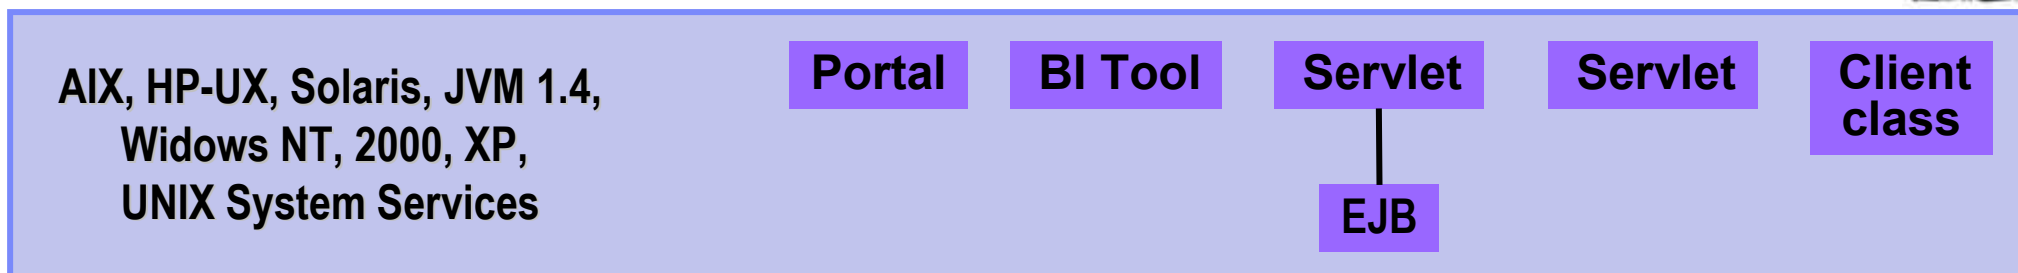 AIX, HP-UX, Solaris, JVM 1.4,
Widows NT, 2000, XP,
UNIX System Services
Portal
BI Tool
Servlet
Servlet
Client
class
EJB